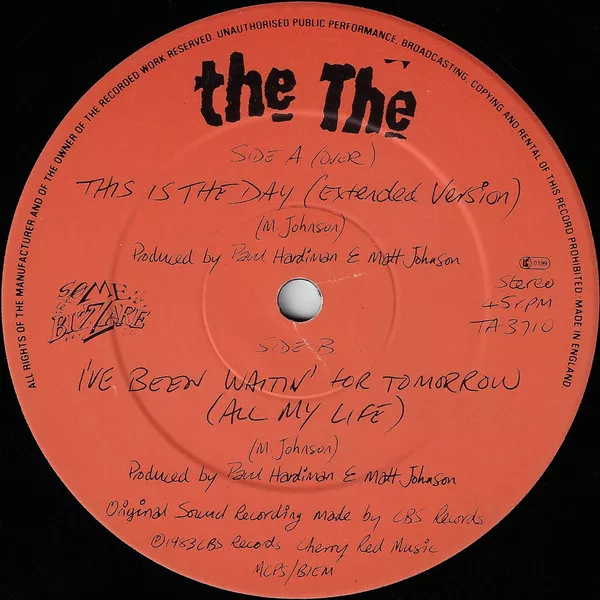 ALL RIGHTS OF THE MANUFACTURER AND OF THE OWNER OF THE RECORDED WORK RESERVED. UNAUTHORISED PUBLIC PERFORMANCE, BROADCASTING, COPYING AND RENTAL OF THIS RECORD PROHIBITED. MADE IN ENGLAND.
the The
SIDE A (OVER)
THIS IS THE DAY (Extended Version)
(M. Johnson)
Produced by Paul Hardiman & Matt Johnson
LC 0199
Stereo
45 r.p.m
TA 3710
SOME
BIZZARE
SIDE B
I'VE BEEN WAITIN' for TOMORROW
(ALL MY LIFE)
(M. Johnson)
Produced by Paul Hardiman & Matt Johnson
Original Sound Recording made by CBS Records
℗1983 CBS Records Cherry Red Music
MCPS/BIEM